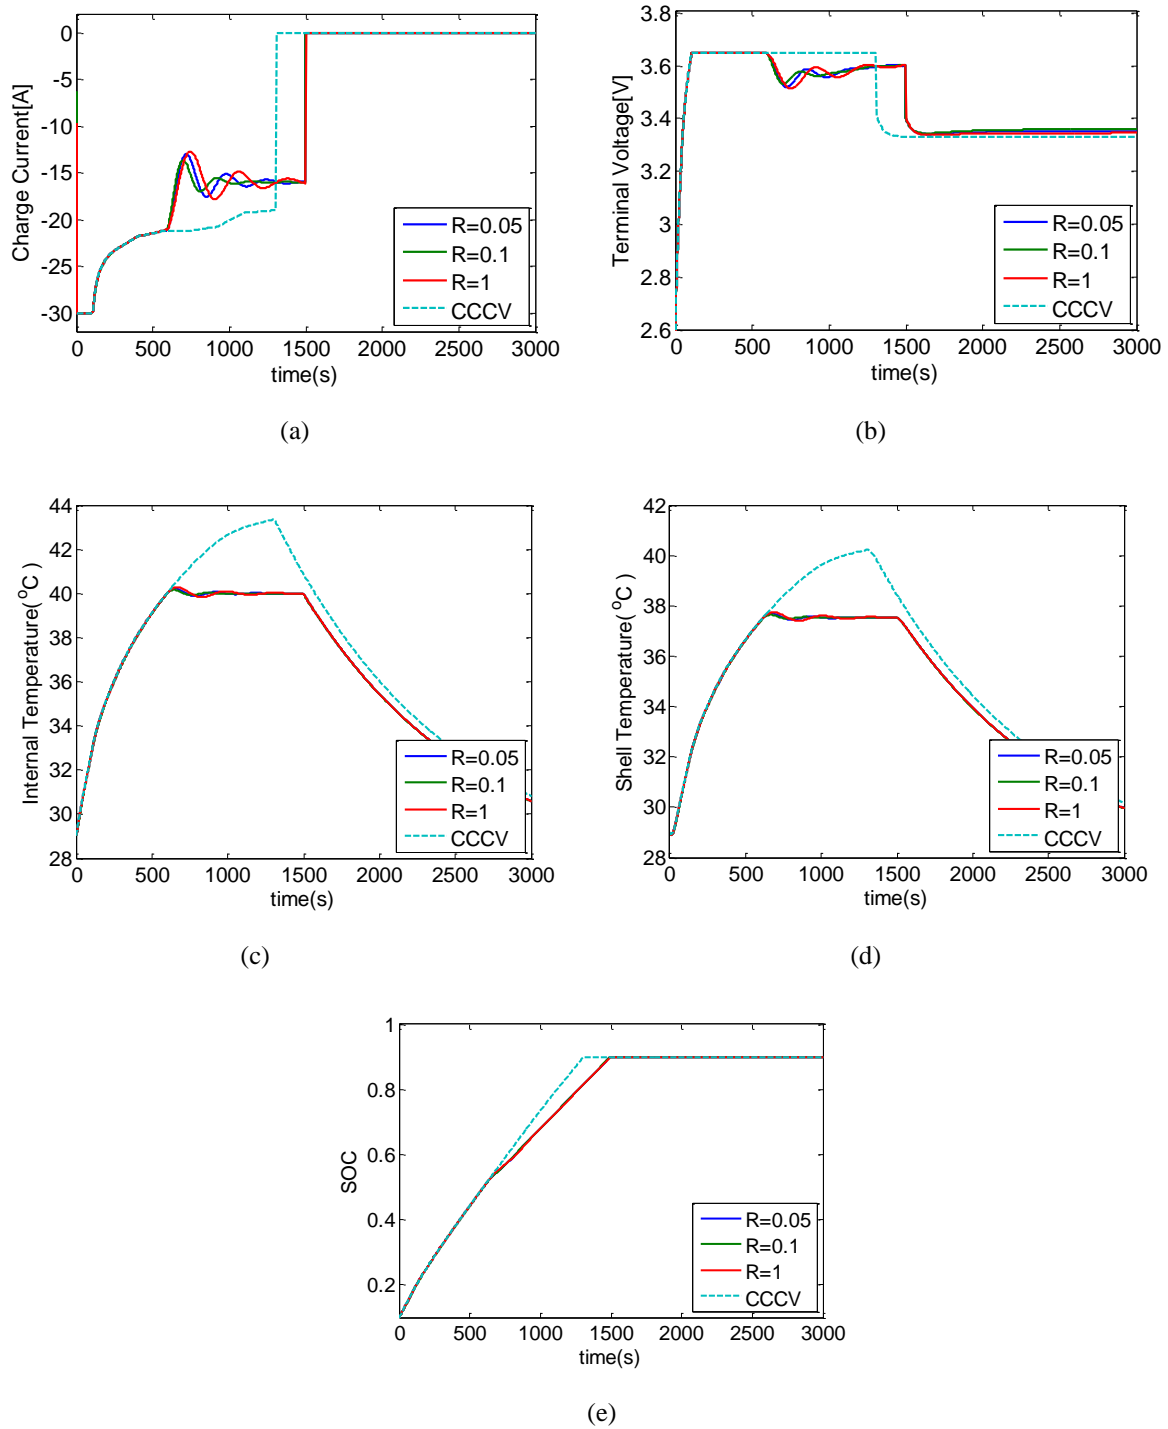 0
-5
-10
-15
-20
-25
-30
Charge Current[A]
R=0.05
R=0.1
R=1
CCCV
0 500 1000 1500 2000 2500 3000
time(s)
(a)
3.8
3.6
3.4
3.2
3
2.8
2.6
Terminal Voltage[V]
R=0.05
R=0.1
R=1
CCCV
0 500 1000 1500 2000 2500 3000
time(s)
(b)
44
42
40
38
36
34
32
30
28
Internal Temperature(°C )
R=0.05
R=0.1
R=1
CCCV
0 500 1000 1500 2000 2500 3000
time(s)
(c)
42
40
38
36
34
32
30
28
Shell Temperature(°C )
R=0.05
R=0.1
R=1
CCCV
0 500 1000 1500 2000 2500 3000
time(s)
(d)
1
0.8
0.6
0.4
0.2
SOC
R=0.05
R=0.1
R=1
CCCV
0 500 1000 1500 2000 2500 3000
time(s)
(e)